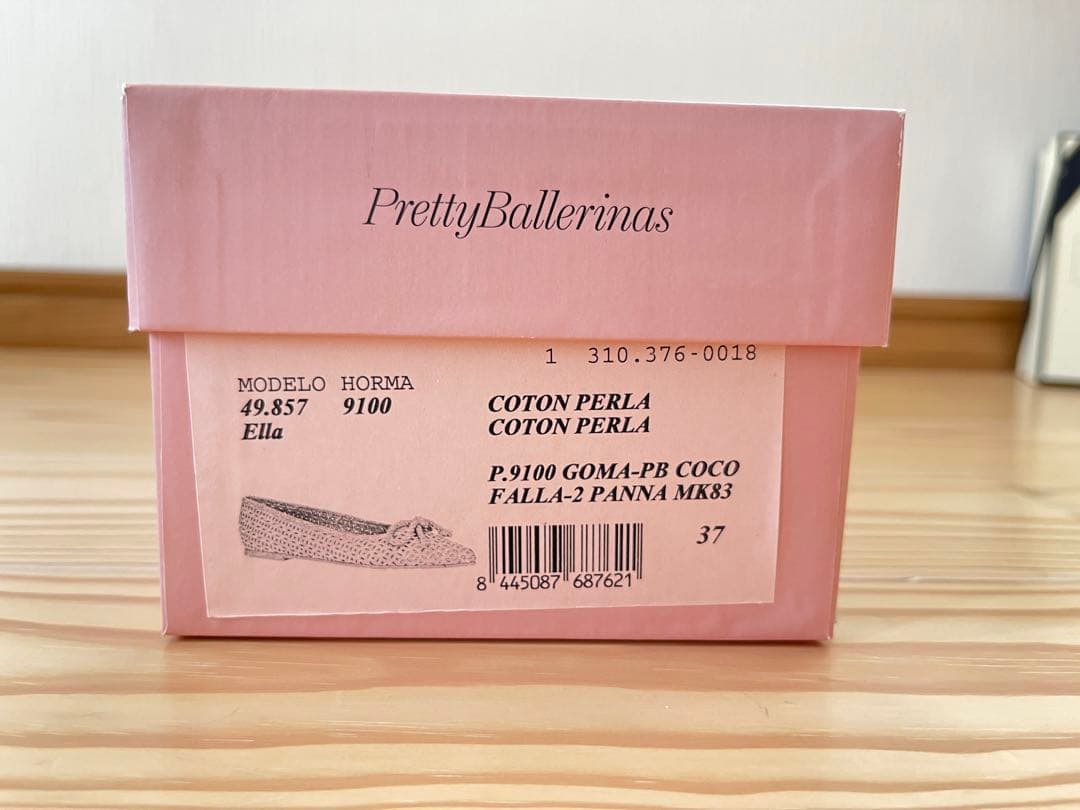 PrettyBallerinas
1 310.376-0018
MODELO HORMA
49.857 9100
Ella
COTON PERLA
COTON PERLA
P.9100 GOMA-PB COCO
FALLA-2 PANNA MK83
37
8 445087 687621